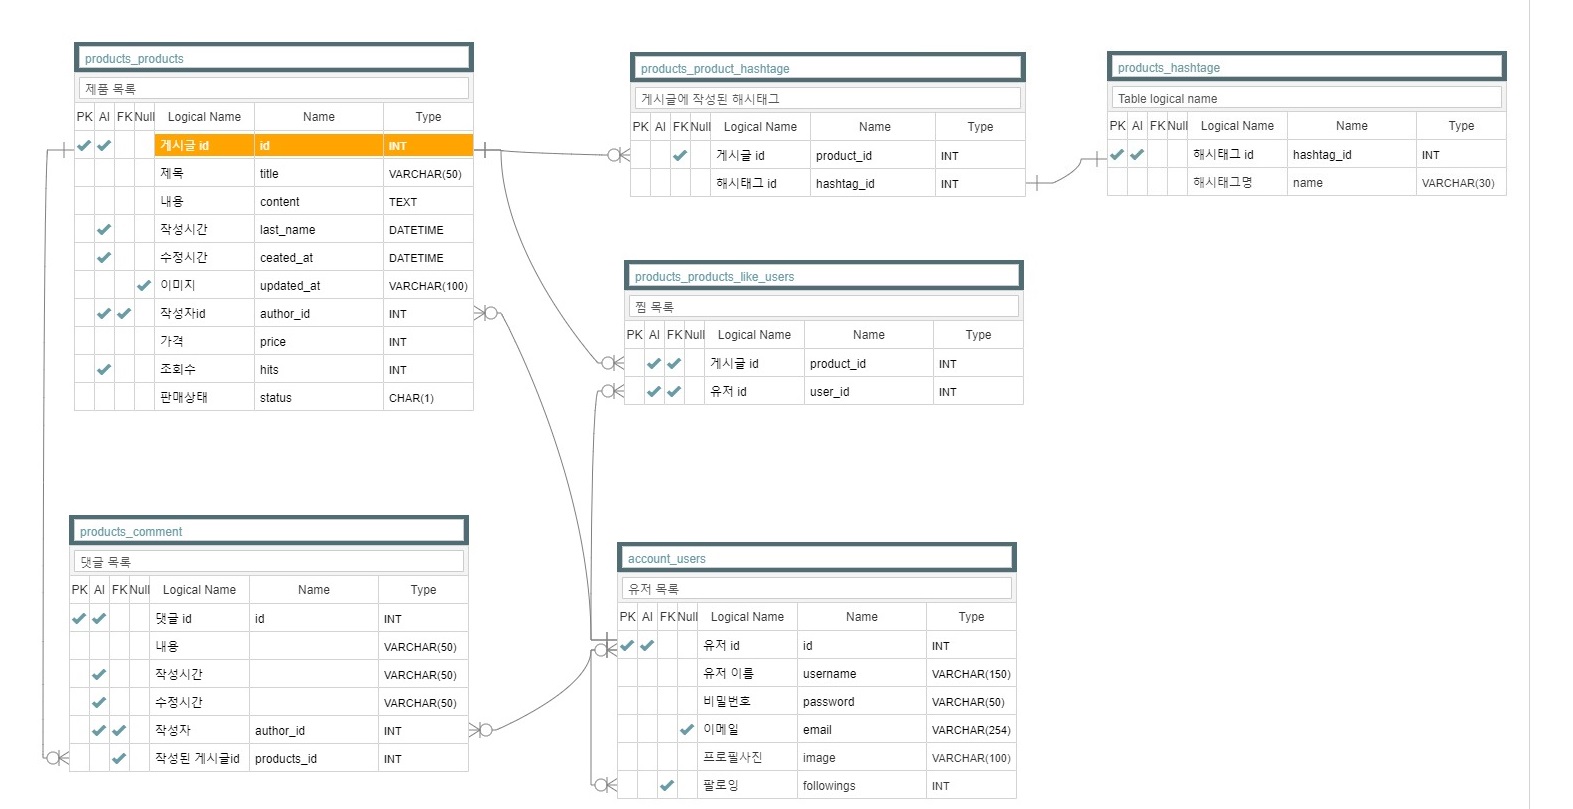 products_products
제품 목록
PK AI FK Null Logical Name Name Type
게시글 id id INT
제목 title VARCHAR(50)
내용 content TEXT
작성시간 last_name DATETIME
수정시간 ceated_at DATETIME
이미지 updated_at VARCHAR(100)
작성자id author_id INT
가격 price INT
조회수 hits INT
판매상태 status CHAR(1)
products_product_hashtage
게시글에 작성된 해시태그
PK AI FK Null Logical Name Name Type
게시글 id product_id INT
해시태그 id hashtag_id INT
products_hashtage
Table logical name
PK AI FK Null Logical Name Name Type
해시태그 id hashtag_id INT
해시태그명 name VARCHAR(30)
products_products_like_users
찜 목록
PK AI FK Null Logical Name Name Type
게시글 id product_id INT
유저 id user_id INT
products_comment
댓글 목록
PK AI FK Null Logical Name Name Type
댓글 id id INT
내용 VARCHAR(50)
작성시간 VARCHAR(50)
수정시간 VARCHAR(50)
작성자 author_id INT
작성된 게시글id products_id INT
account_users
유저 목록
PK AI FK Null Logical Name Name Type
유저 id id INT
유저 이름 username VARCHAR(150)
비밀번호 password VARCHAR(50)
이메일 email VARCHAR(254)
프로필사진 image VARCHAR(100)
팔로잉 followings INT